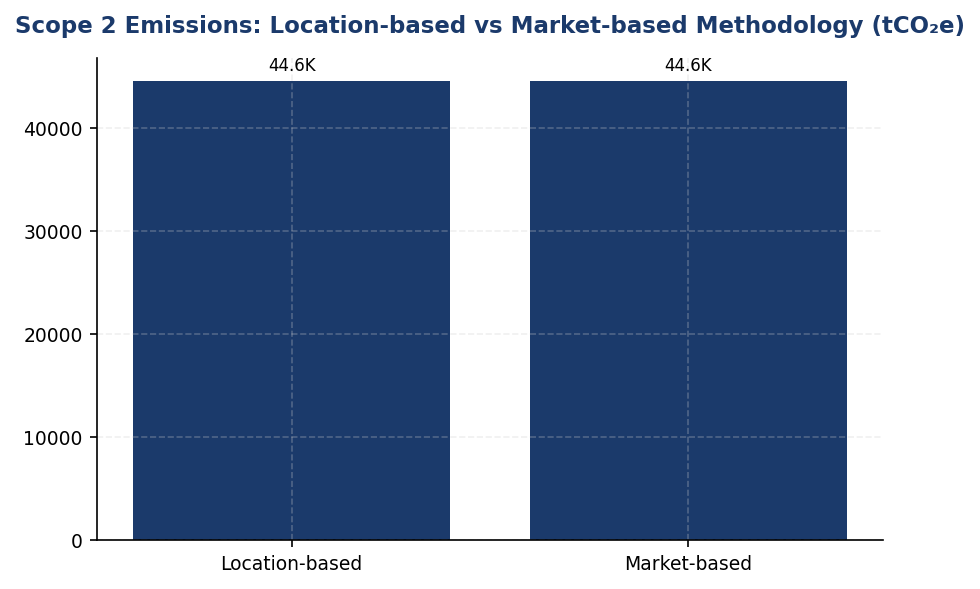 Scope 2 Emissions: Location-based vs Market-based Methodology (tCO₂e)
44.6K 44.6K
40000
30000
20000
10000
0
Location-based Market-based